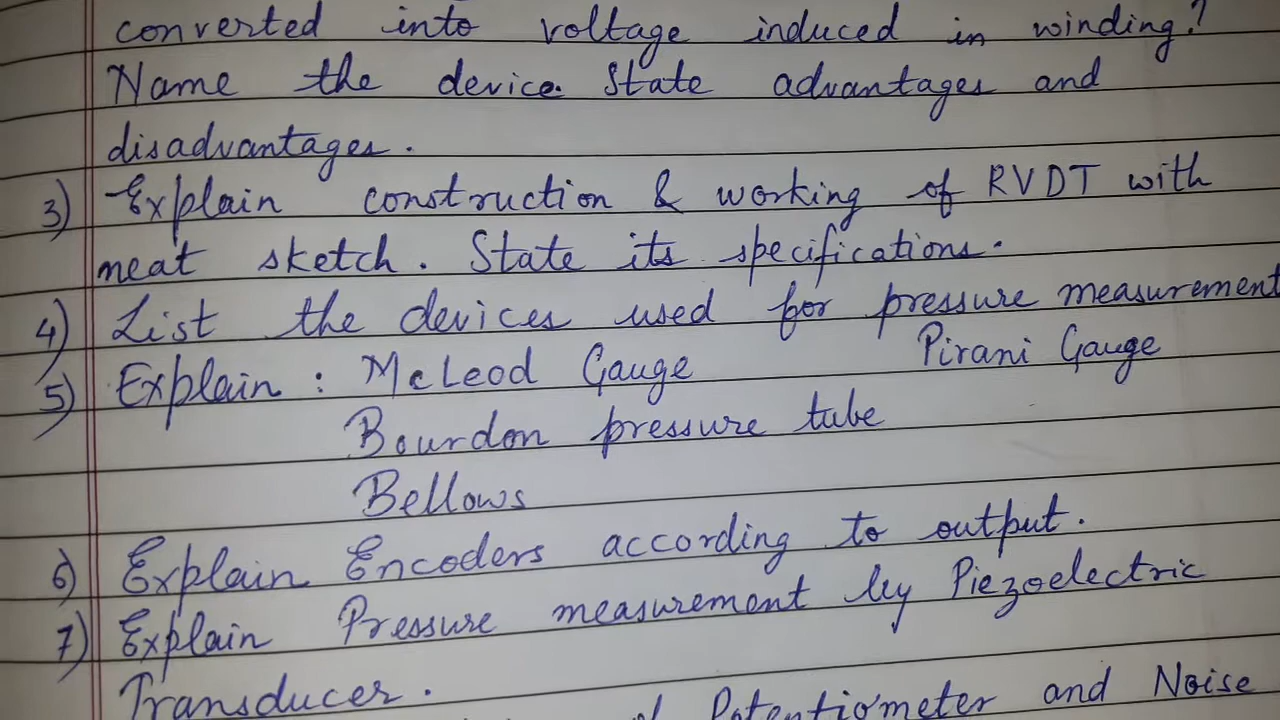 converted into voltage induced in winding?
Name the device. State advantages and
disadvantages.
3) Explain construction & working of RVDT with
neat sketch. State its specifications.
4) List the devices used for pressure measurement
5) Explain : McLeod Gauge Pirani Gauge
Bourdon pressure tube
Bellows
6) Explain Encoders according to output.
7) Explain Pressure measurement by Piezoelectric
Transducer.
Potentiometer and Noise